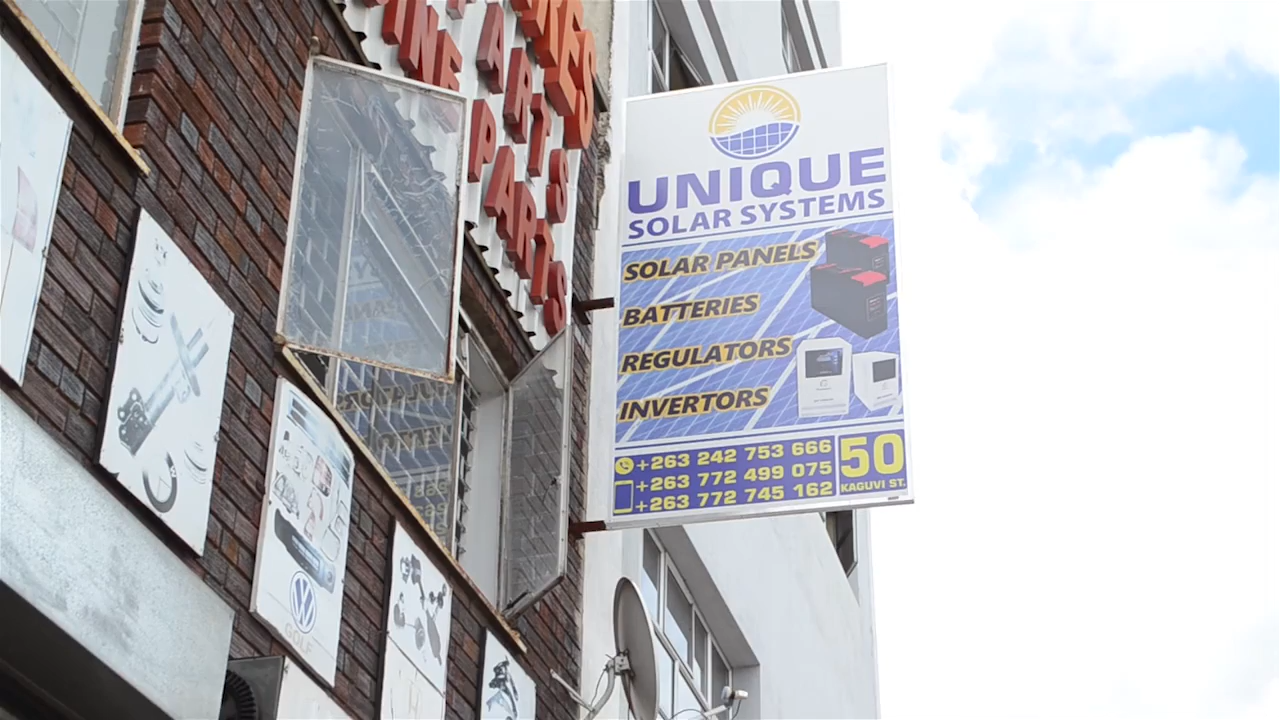 UNIQUE
SOLAR SYSTEMS
SOLAR PANELS
BATTERIES
REGULATORS
INVERTORS
+263 242 753 666
+263 772 499 075
+263 772 745 162
50
KAGUVI ST.
PARTS
PARTS
GOLF